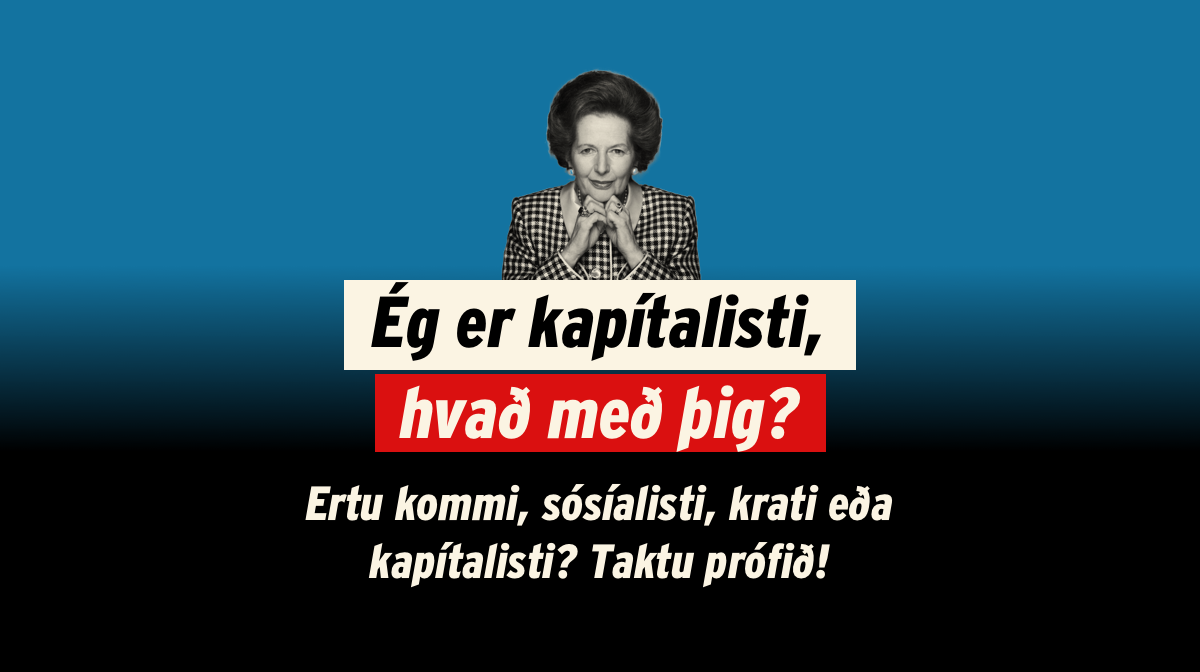 Ég er kapítalisti,
hvað með þig?
Ertu kommi, sósíalisti, krati eða
kapítalisti? Taktu prófið!